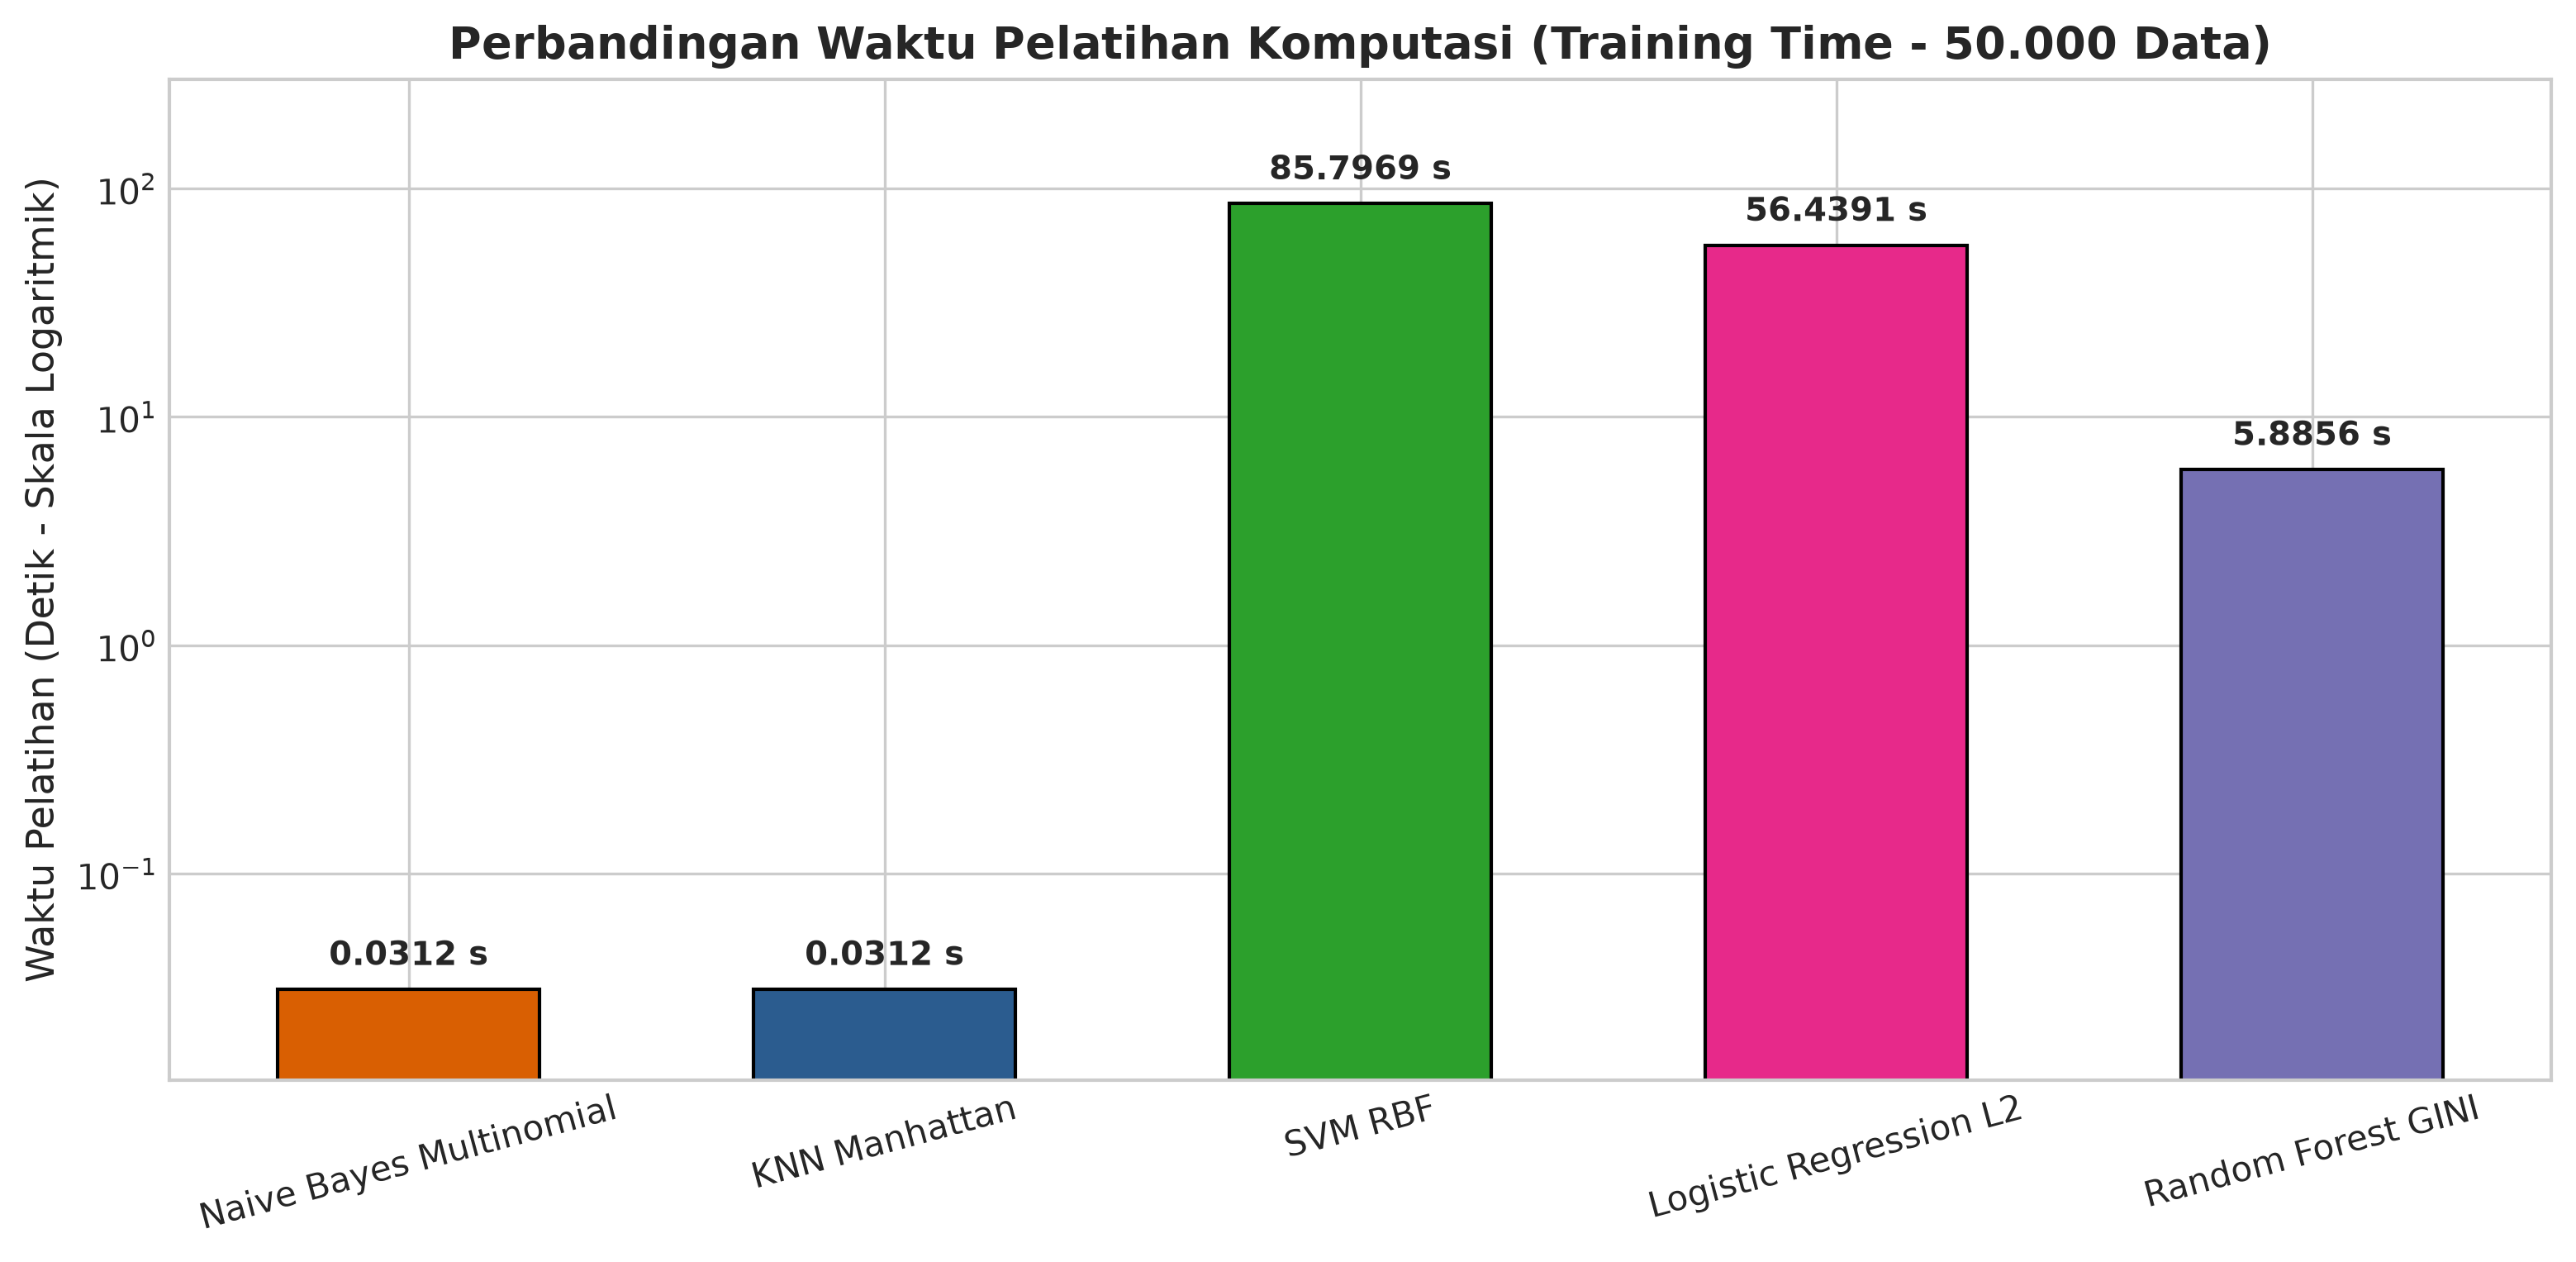 Perbandingan Waktu Pelatihan Komputasi (Training Time - 50.000 Data)
Waktu Pelatihan (Detik - Skala Logaritmik)
10²
10¹
10⁰
10⁻¹
0.0312 s
0.0312 s
85.7969 s
56.4391 s
5.8856 s
Naive Bayes Multinomial
KNN Manhattan
SVM RBF
Logistic Regression L2
Random Forest GINI